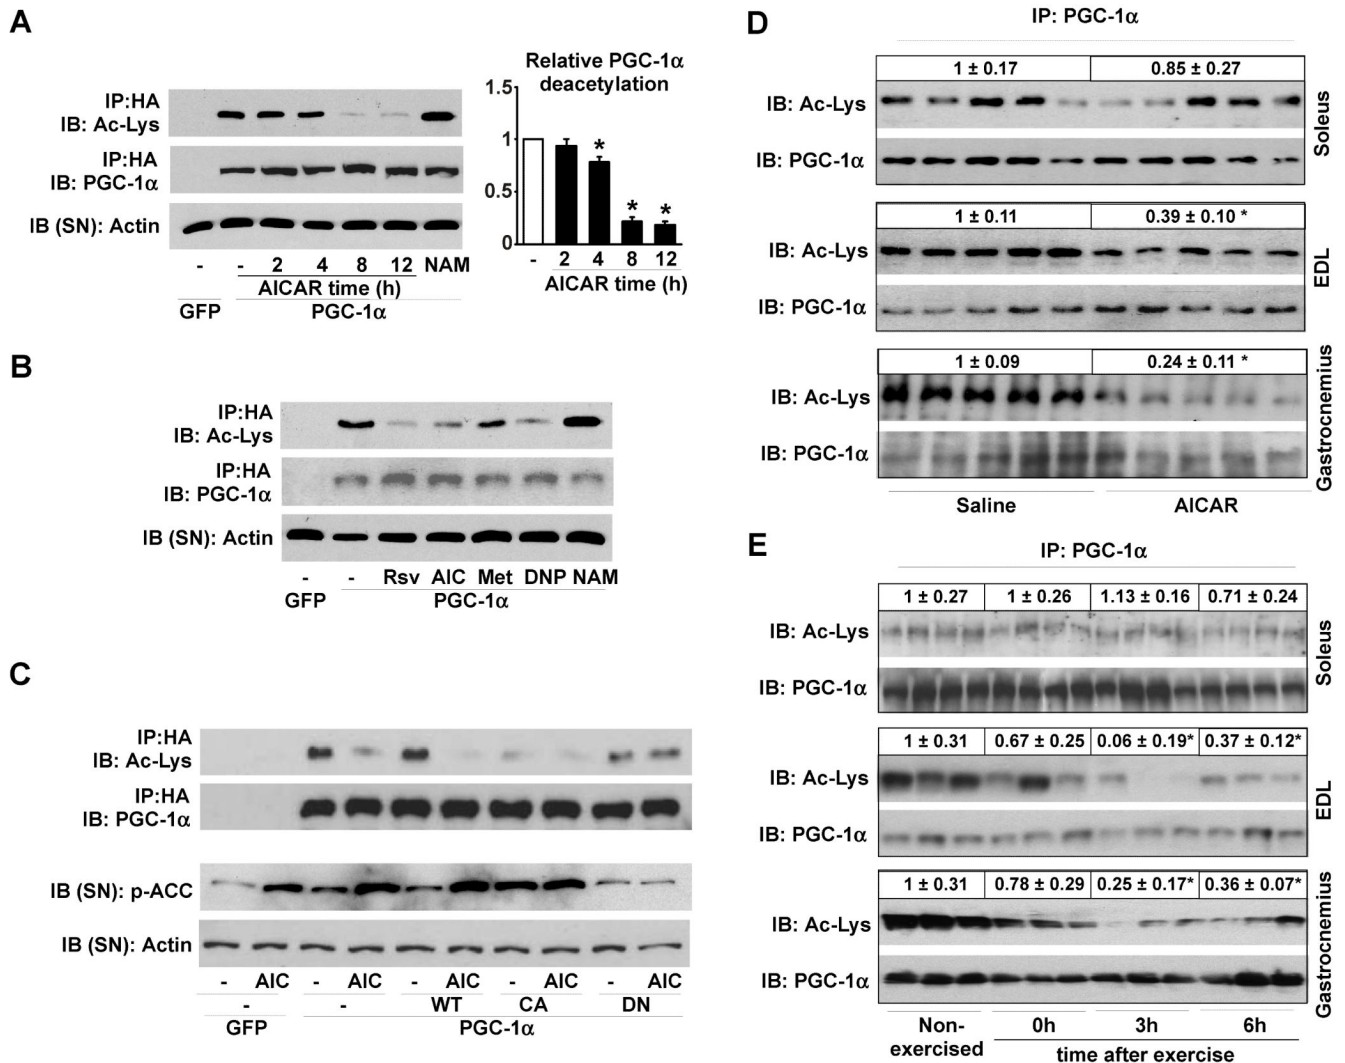 A
IP:HA
IB: Ac-Lys
IP:HA
IB: PGC-1α
IB (SN): Actin
- - 2 4 8 12 NAM
AICAR time (h)
GFP PGC-1α
Relative PGC-1α
deacetylation
1.5
1
0.5
0
* * *
- 2 4 8 12
AICAR time (h)
B
IP:HA
IB: Ac-Lys
IP:HA
IB: PGC-1α
IB (SN): Actin
- - Rsv AIC Met DNP NAM
GFP PGC-1α
C
IP:HA
IB: Ac-Lys
IP:HA
IB: PGC-1α
IB (SN): p-ACC
IB (SN): Actin
- AIC - AIC - AIC - AIC - AIC
- - WT CA DN
GFP PGC-1α
D
IP: PGC-1α
1 ± 0.17 0.85 ± 0.27
IB: Ac-Lys
IB: PGC-1α
Soleus
1 ± 0.11 0.39 ± 0.10 *
IB: Ac-Lys
IB: PGC-1α
EDL
1 ± 0.09 0.24 ± 0.11 *
IB: Ac-Lys
IB: PGC-1α
Gastrocnemius
Saline AICAR
E
IP: PGC-1α
1 ± 0.27 1 ± 0.26 1.13 ± 0.16 0.71 ± 0.24
IB: Ac-Lys
IB: PGC-1α
Soleus
1 ± 0.31 0.67 ± 0.25 0.06 ± 0.19* 0.37 ± 0.12*
IB: Ac-Lys
IB: PGC-1α
EDL
1 ± 0.31 0.78 ± 0.29 0.25 ± 0.17* 0.36 ± 0.07*
IB: Ac-Lys
IB: PGC-1α
Gastrocnemius
Non-
exercised
0h 3h 6h
time after exercise